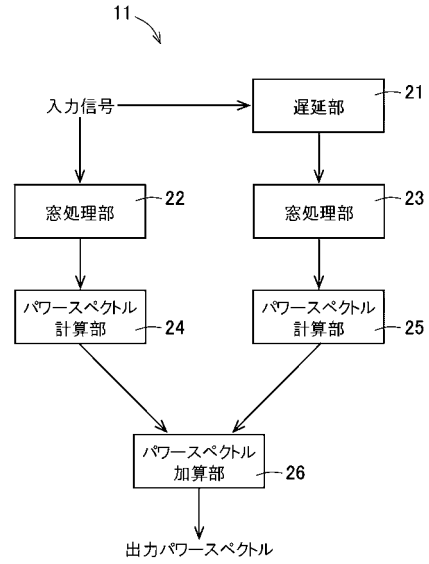 11
入力信号
遅延部
21
窓処理部
22
窓処理部
23
パワースペクトル
計算部
24
パワースペクトル
計算部
25
パワースペクトル
加算部
26
出力パワースペクトル